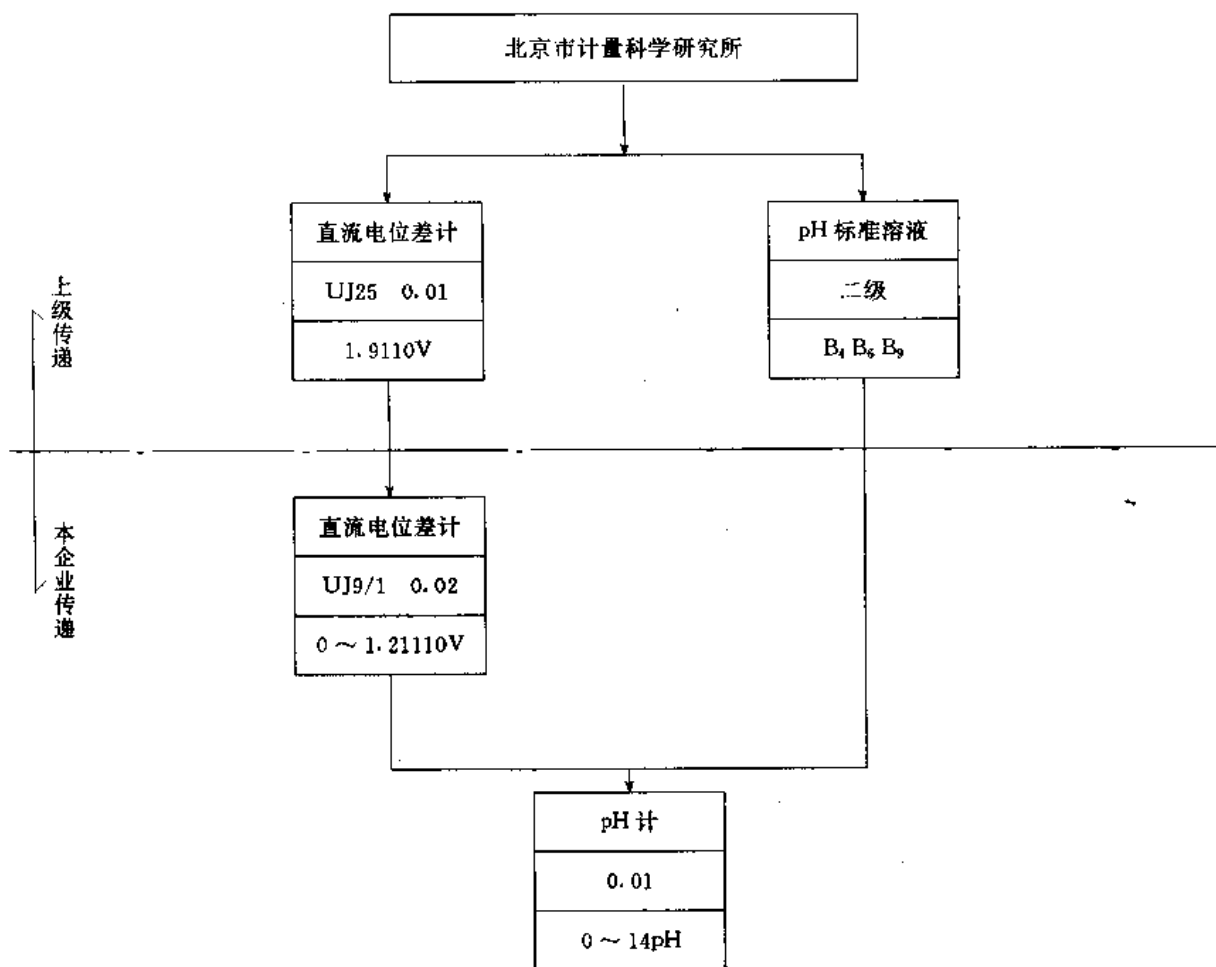 北京市计量科学研究所
直流电位差计
UJ25 0.01
1.9110V
pH 标准溶液
二级
B₄ B₆ B₉
上级传递
本企业传递
直流电位差计
UJ9/1 0.02
0～1.21110V
pH 计
0.01
0～14pH